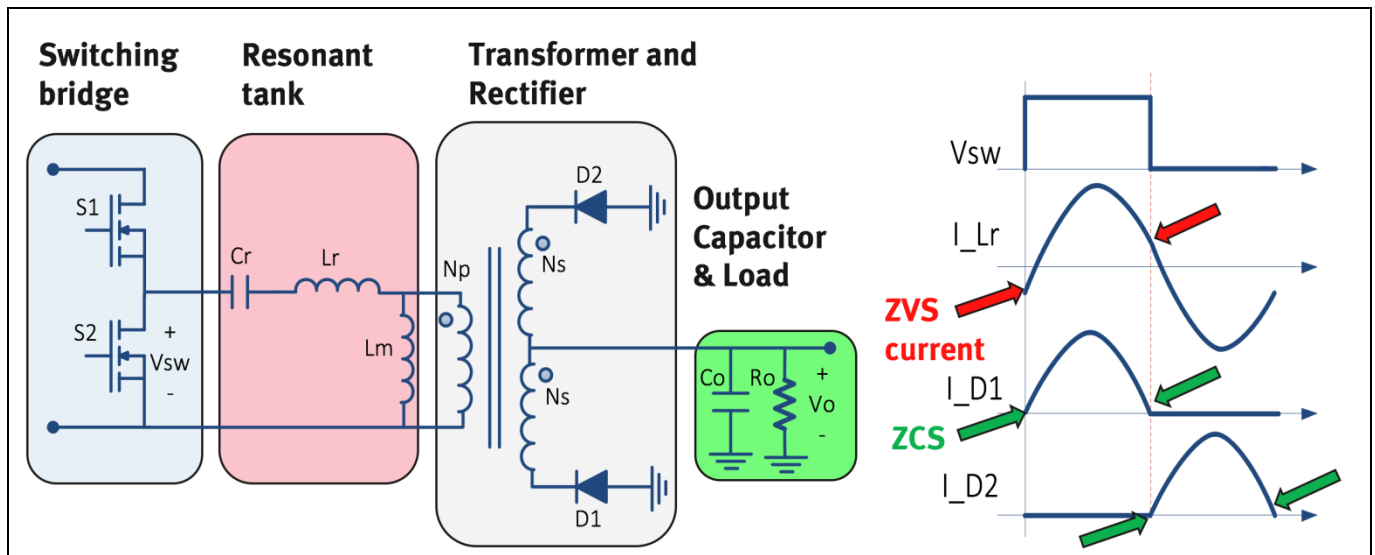 Switching
bridge
Resonant
tank
Transformer and
Rectifier
Output
Capacitor
& Load
S1
S2
+
Vsw
-
Cr
Lr
Lm
Np
Ns
Ns
D2
D1
Co
Ro
+
Vo
-
Vsw
I_Lr
ZVS
current
I_D1
ZCS
I_D2